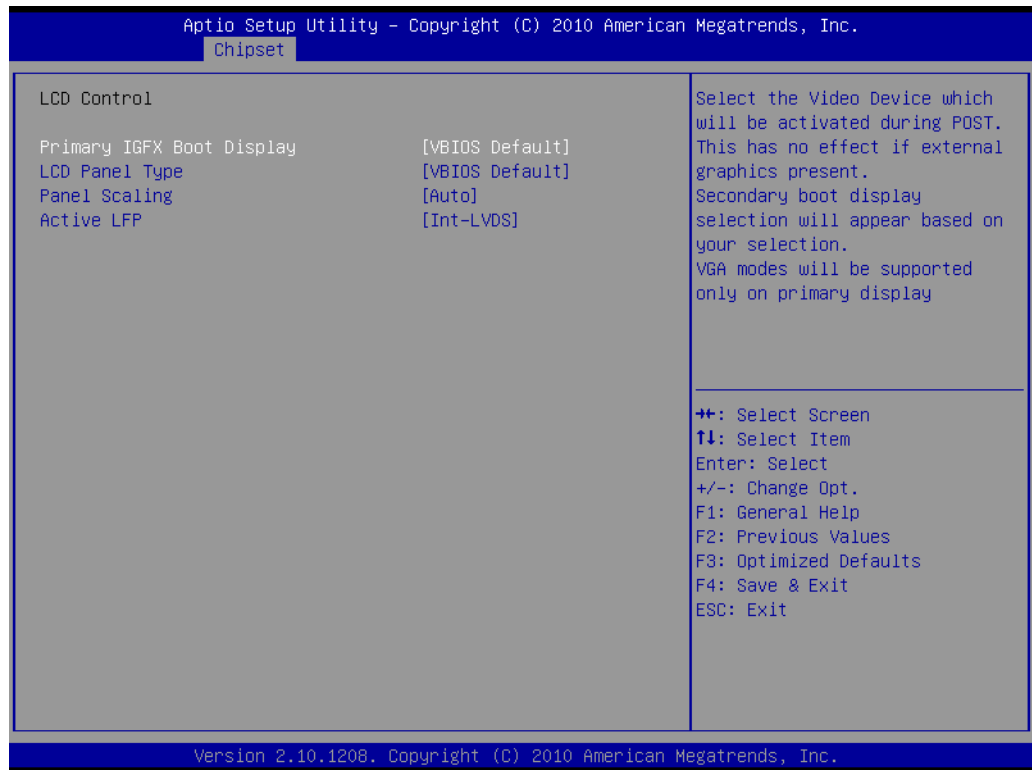 Aptio Setup Utility – Copyright (C) 2010 American Megatrends, Inc.
Chipset
LCD Control
Primary IGFX Boot Display [VBIOS Default]
LCD Panel Type [VBIOS Default]
Panel Scaling [Auto]
Active LFP [Int-LVDS]
Select the Video Device which
will be activated during POST.
This has no effect if external
graphics present.
Secondary boot display
selection will appear based on
your selection.
VGA modes will be supported
only on primary display
→←: Select Screen
↑↓: Select Item
Enter: Select
+/-: Change Opt.
F1: General Help
F2: Previous Values
F3: Optimized Defaults
F4: Save & Exit
ESC: Exit
Version 2.10.1208. Copyright (C) 2010 American Megatrends, Inc.